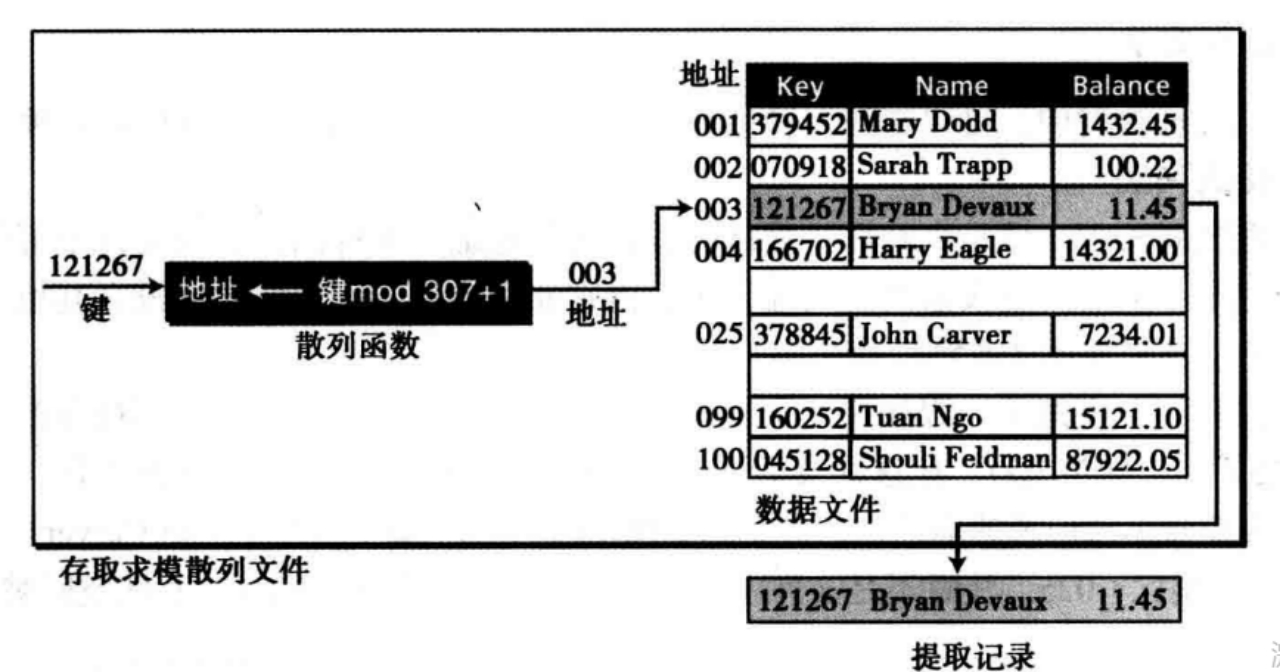 地址 Key Name Balance
001 379452 Mary Dodd 1432.45
002 070918 Sarah Trapp 100.22
003 121267 Bryan Devaux 11.45
004 166702 Harry Eagle 14321.00
121267
键
地址 ← 键mod 307+1
散列函数
003
地址
025 378845 John Carver 7234.01
099 160252 Tuan Ngo 15121.10
100 045128 Shouli Feldman 87922.05
数据文件
存取求模散列文件
121267 Bryan Devaux 11.45
提取记录